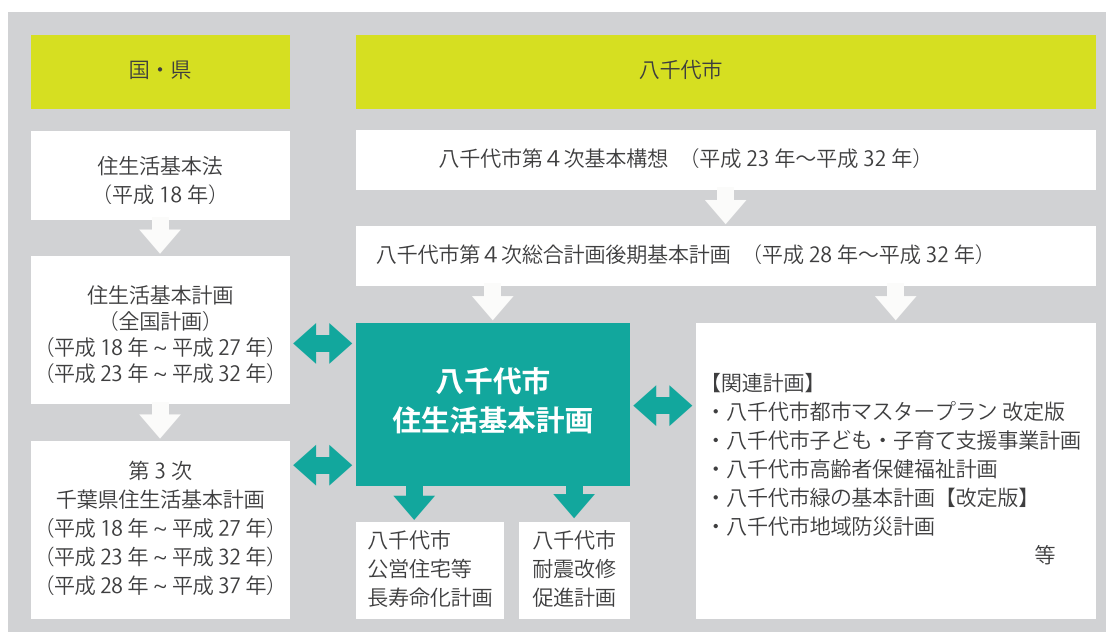 国・県
住生活基本法
（平成 18 年）
住生活基本計画
（全国計画）
（平成 18 年 ~ 平成 27 年）
（平成 23 年 ~ 平成 32 年）
第 3 次
千葉県住生活基本計画
（平成 18 年 ~ 平成 27 年）
（平成 23 年 ~ 平成 32 年）
（平成 28 年 ~ 平成 37 年）
八千代市
八千代市第４次基本構想　（平成 23 年～平成 32 年）
八千代市第４次総合計画後期基本計画　（平成 28 年～平成 32 年）
八千代市
住生活基本計画
八千代市
公営住宅等
長寿命化計画
八千代市
耐震改修
促進計画
【関連計画】
・八千代市都市マスタープラン 改定版
・八千代市子ども・子育て支援事業計画
・八千代市高齢者保健福祉計画
・八千代市緑の基本計画【改定版】
・八千代市地域防災計画
等